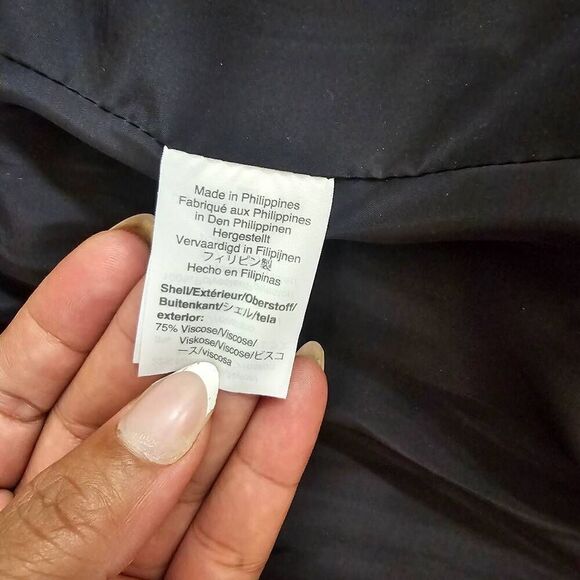 Made in Philippines
Fabriqué aux Philippines
in Den Philippinen
Hergestellt
Vervaardigd in Filipijnen
フィリピン製
Hecho en Filipinas
Shell/Extérieur/Oberstoff/
Buitenkant/シェル/tela
exterior:
75% Viscose/Viscose/
Viskose/Viscose/ビスコ
ース/viscosa